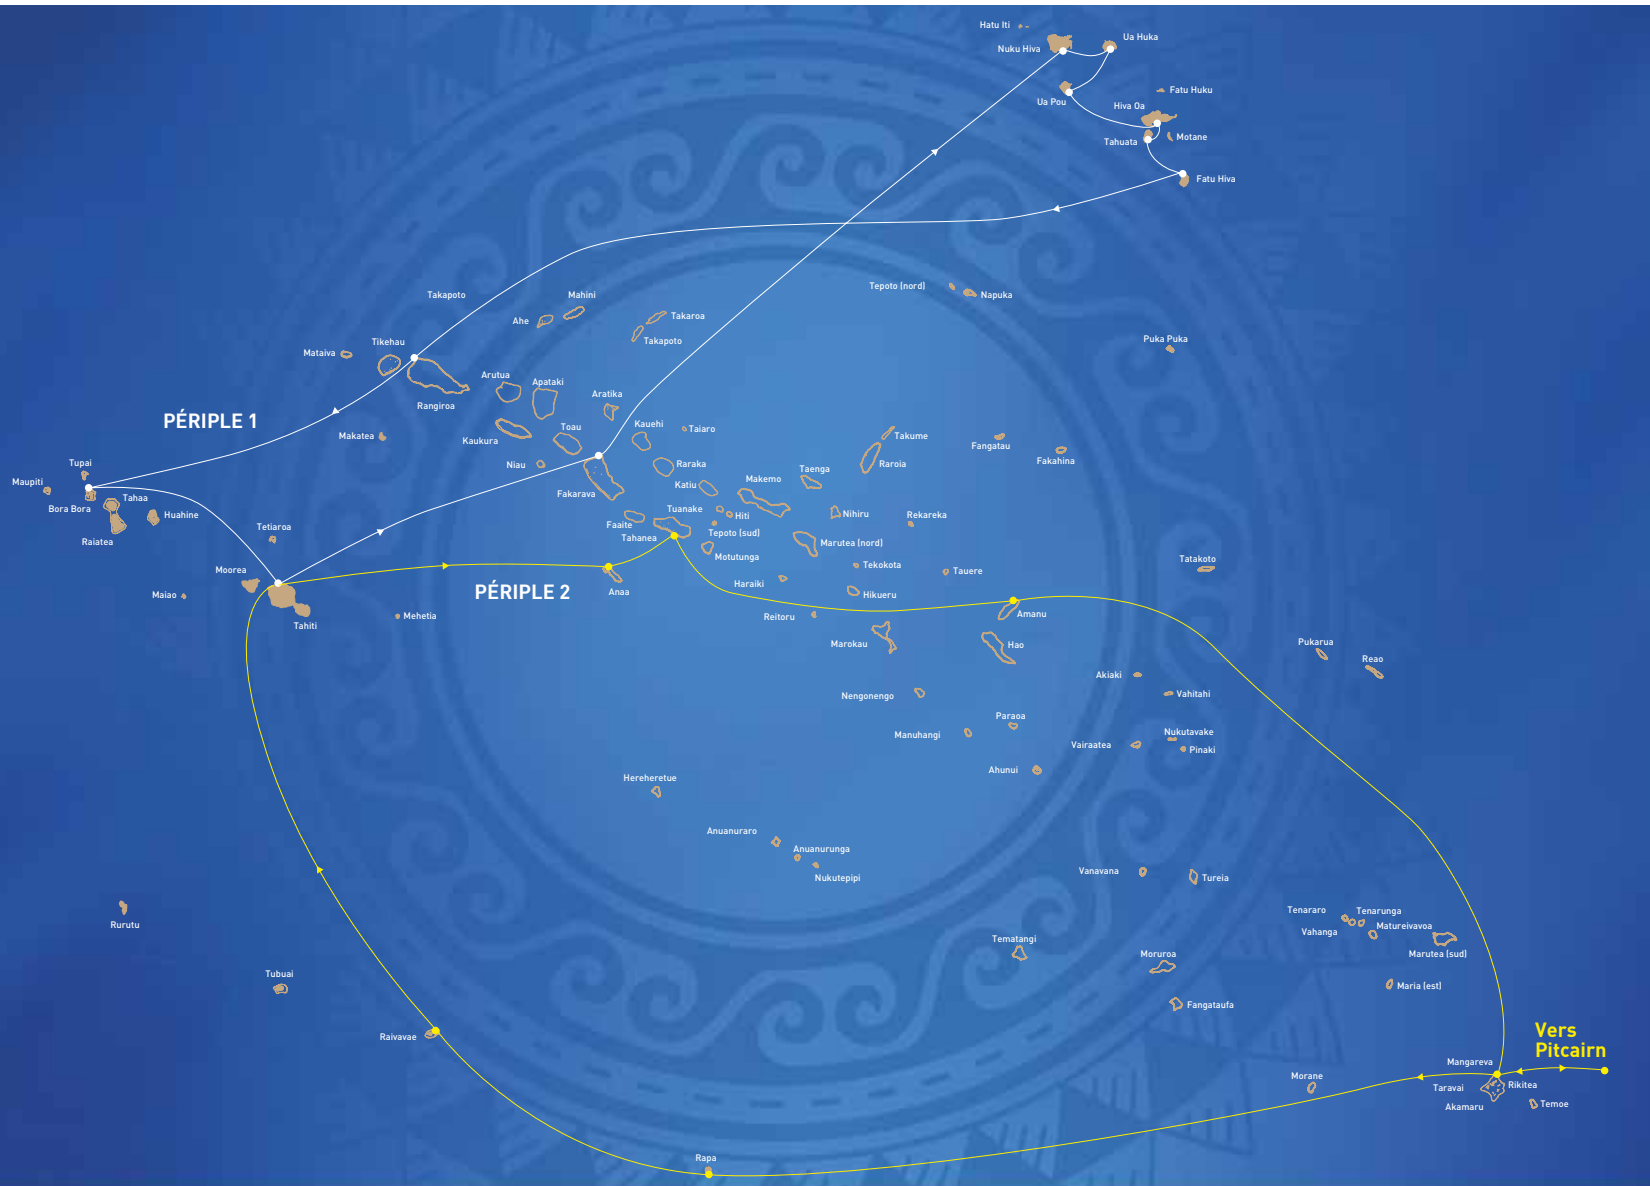 Hatu Iti
Nuku Hiva
Ua Huka
Ua Pou
Fatu Huku
Hiva Oa
Motane
Tahuata
Fatu Hiva
Tepoto (nord)
Napuka
Takapoto
Mahini
Ahe
Takaroa
Takapoto
Puka Puka
Tikehau
Mataiva
Rangiroa
Arutua
Apataki
Aratika
PÉRIPLE 1
Makatea
Kaukura
Toau
Kauehi
Taiaro
Takume
Raroia
Fangatau
Fakahina
Niau
Raraka
Fakarava
Katiu
Makemo
Taenga
Tupai
Maupiti
Bora Bora
Tahaa
Huahine
Raiatea
Tetiaroa
Faaite
Tuanake
Hiti
Tahanea
Tepoto (sud)
Motutunga
Nihiru
Rekareka
Marutea (nord)
Tatakoto
Moorea
Maiao
Tahiti
Mehetia
PÉRIPLE 2
Anaa
Haraiki
Tekokota
Tauere
Hikueru
Reitoru
Amanu
Marokau
Hao
Pukarua
Reao
Akiaki
Vahitahi
Nengonengo
Paraoa
Manuhangi
Nukutavake
Vairaatea
Pinaki
Ahunui
Hereheretue
Anuanuraro
Anuanurunga
Nukutepipi
Vanavana
Tureia
Rurutu
Tenararo
Tenarunga
Vahanga
Matureivavoa
Marutea (sud)
Tematangi
Moruroa
Tubuai
Maria (est)
Fangataufa
Raivavae
Vers
Pitcairn
Mangareva
Morane
Taravai
Rikitea
Akamaru
Temoe
Rapa